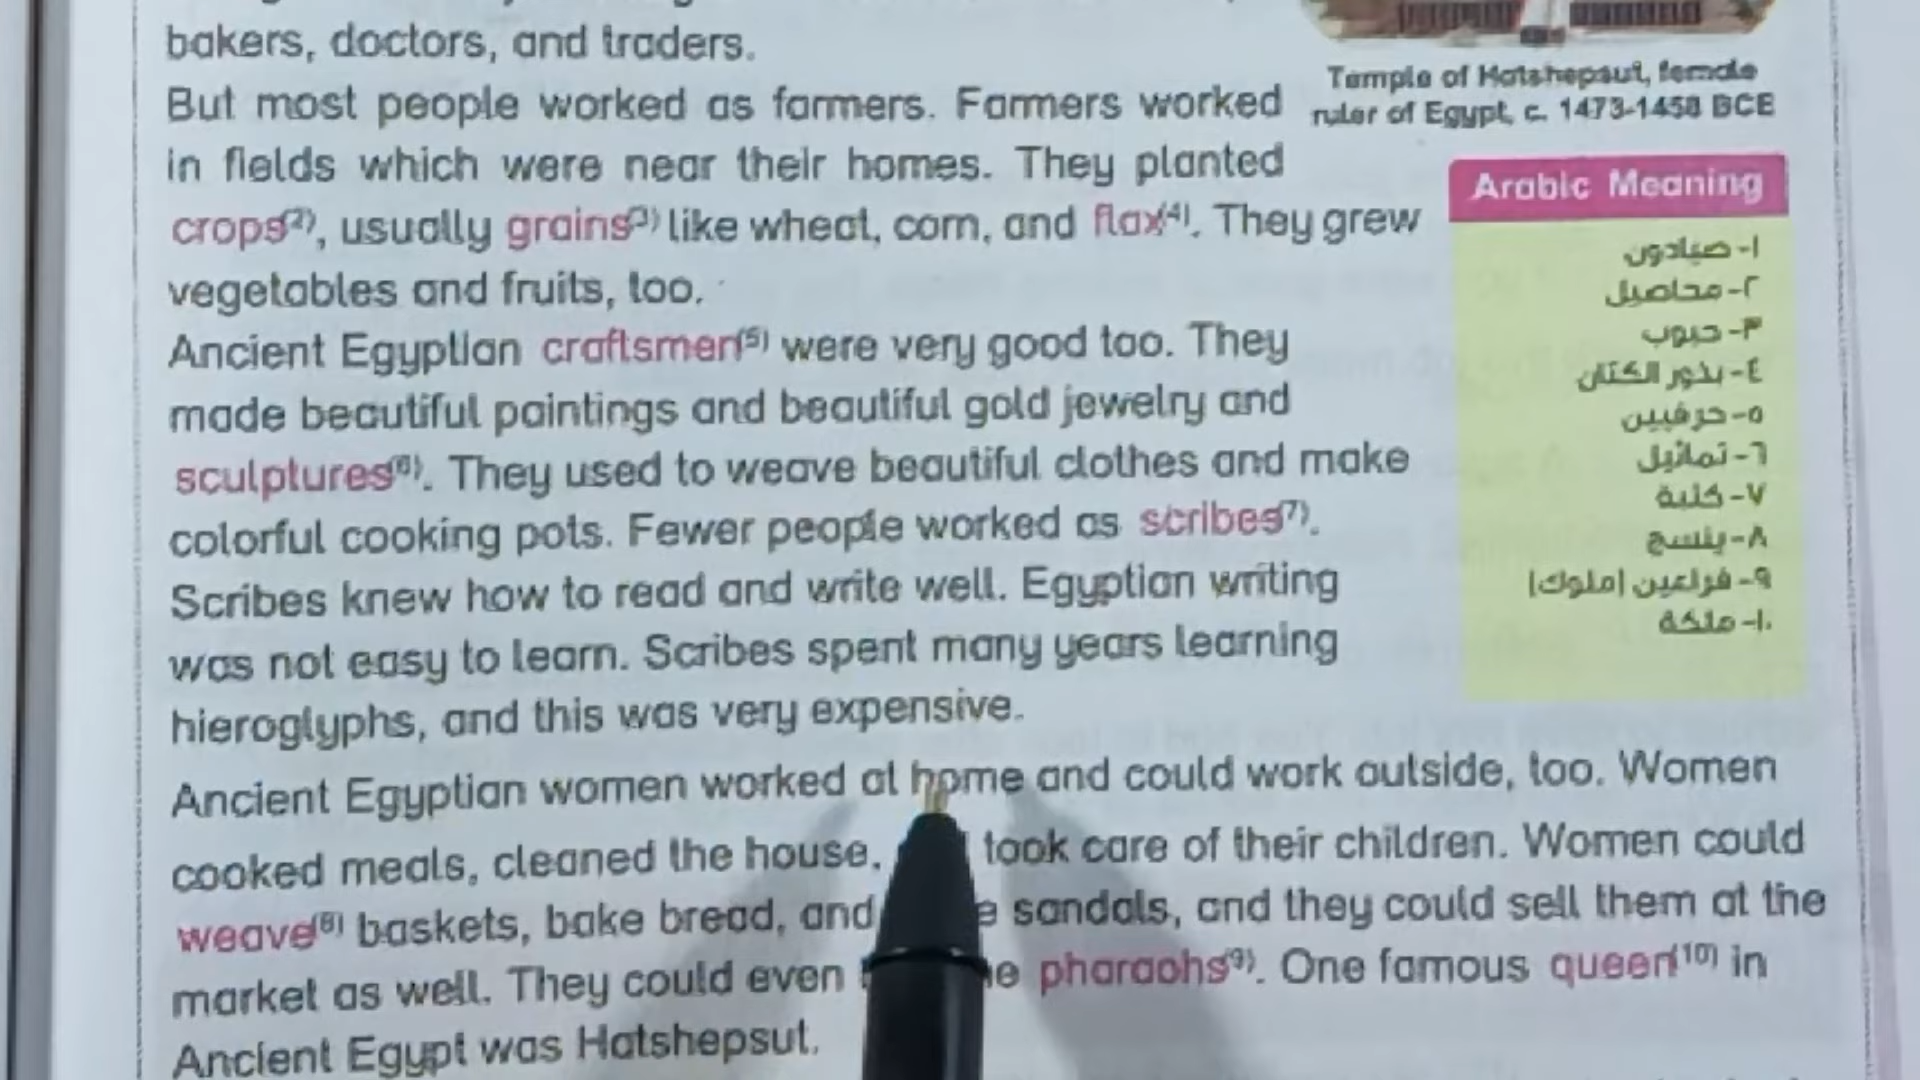 bakers, doctors, and traders.
But most people worked as farmers. Farmers worked
in fields which were near their homes. They planted
crops(2), usually grains(3) like wheat, corn, and flax(4). They grew
vegetables and fruits, too.
Ancient Egyptian craftsmen(5) were very good too. They
made beautiful paintings and beautiful gold jewelry and
sculptures(6). They used to weave beautiful clothes and make
colorful cooking pots. Fewer people worked as scribes(7).
Scribes knew how to read and write well. Egyptian writing
was not easy to learn. Scribes spent many years learning
hieroglyphs, and this was very expensive.
Ancient Egyptian women worked at home and could work outside, too. Women
cooked meals, cleaned the house, took care of their children. Women could
weave(8) baskets, bake bread, and sandals, and they could sell them at the
market as well. They could even pharaohs(9). One famous queen(10) in
Ancient Egypt was Hatshepsut.
Temple of Hatshepsut, female
ruler of Egypt, c. 1473-1458 BCE
Arabic Meaning
١- صيادون
٢- محاصيل
٣- حبوب
٤- بذور الكتان
٥- حرفيين
٦- تماثيل
٧- كتبة
٨- ينسج
٩- فراعين (ملوك)
١٠- ملكة